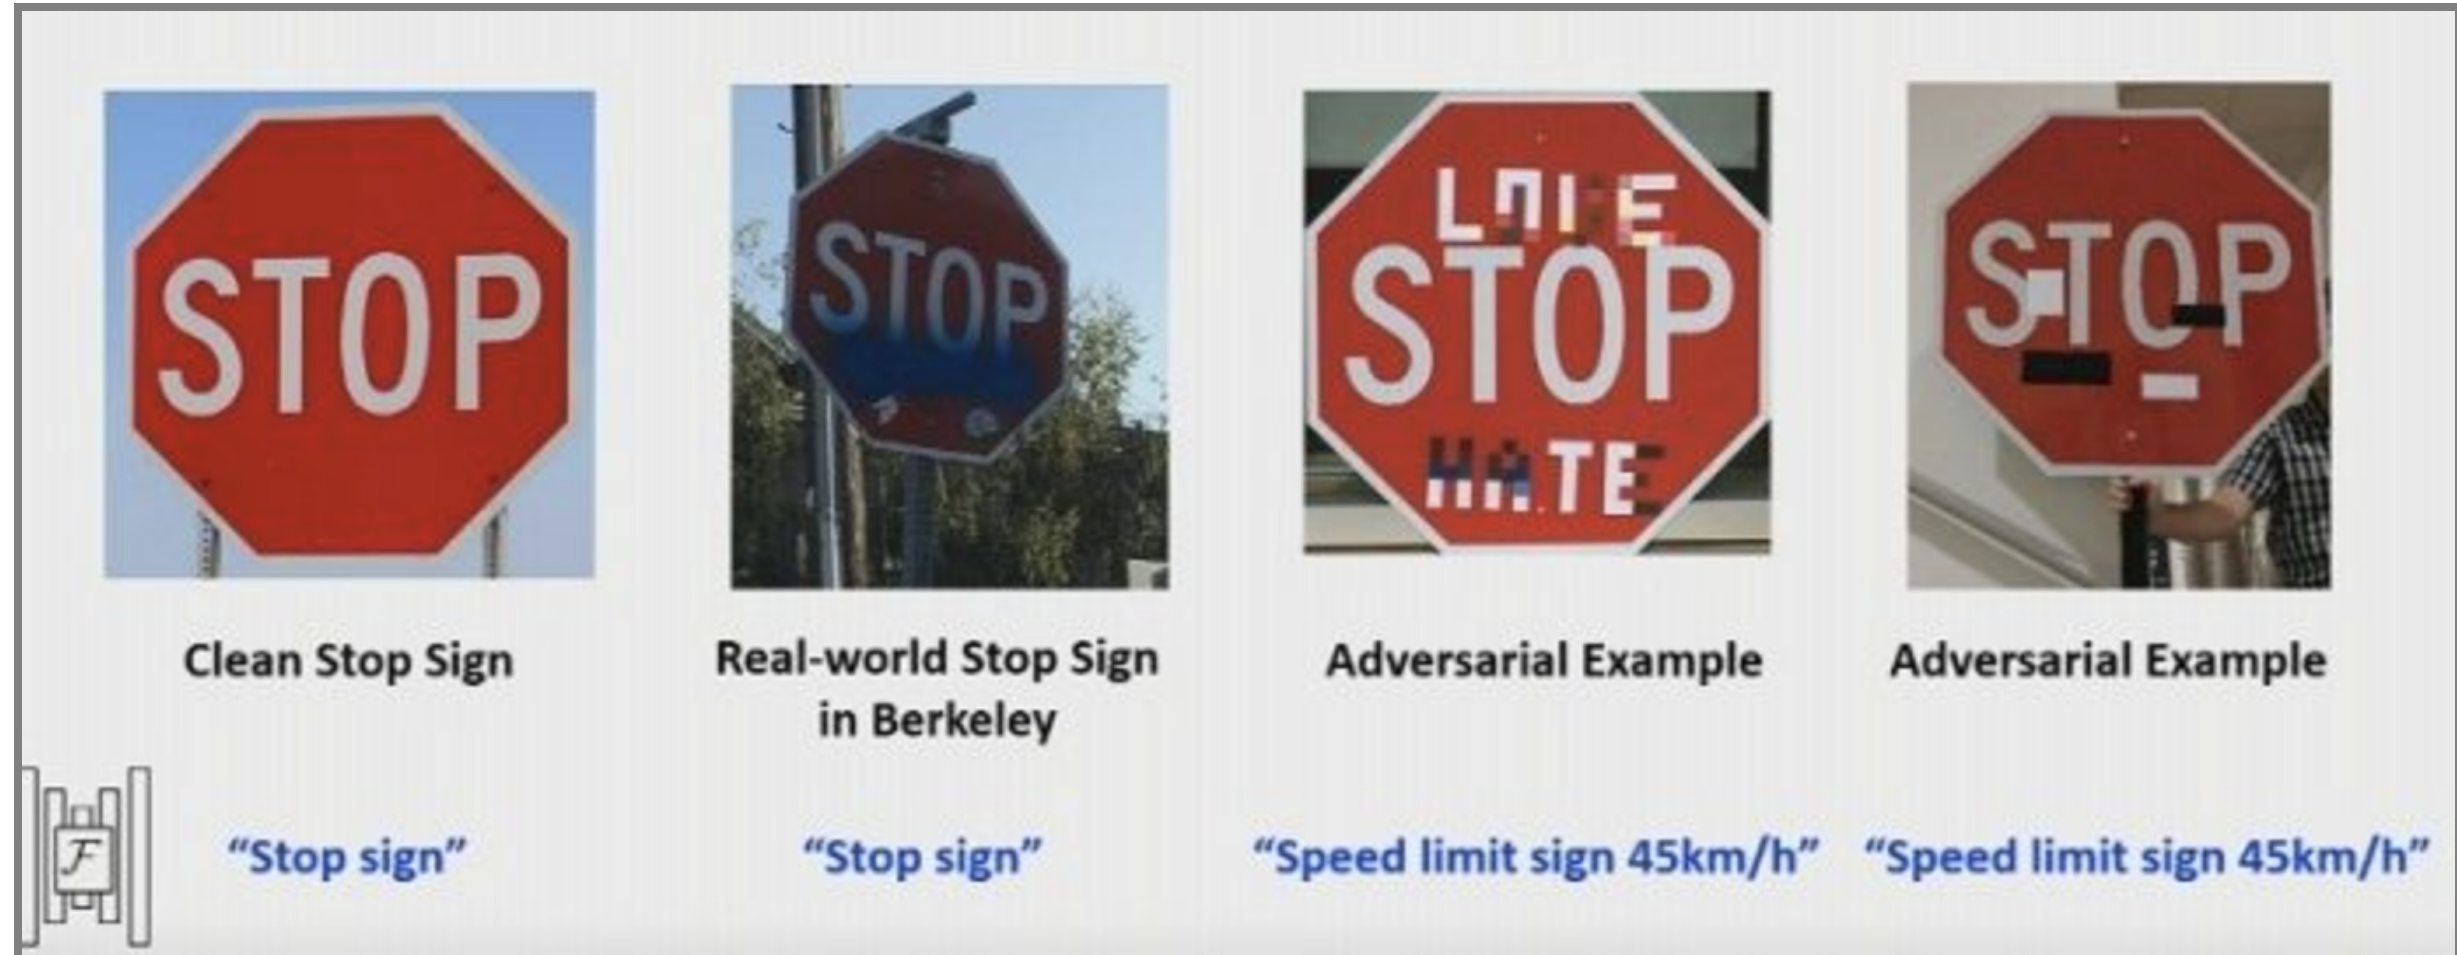 STOP
STOP
LOVE
STOP
HATE
STOP
Clean Stop Sign
Real-world Stop Sign
in Berkeley
Adversarial Example
Adversarial Example
F
“Stop sign”
“Stop sign”
“Speed limit sign 45km/h”
“Speed limit sign 45km/h”